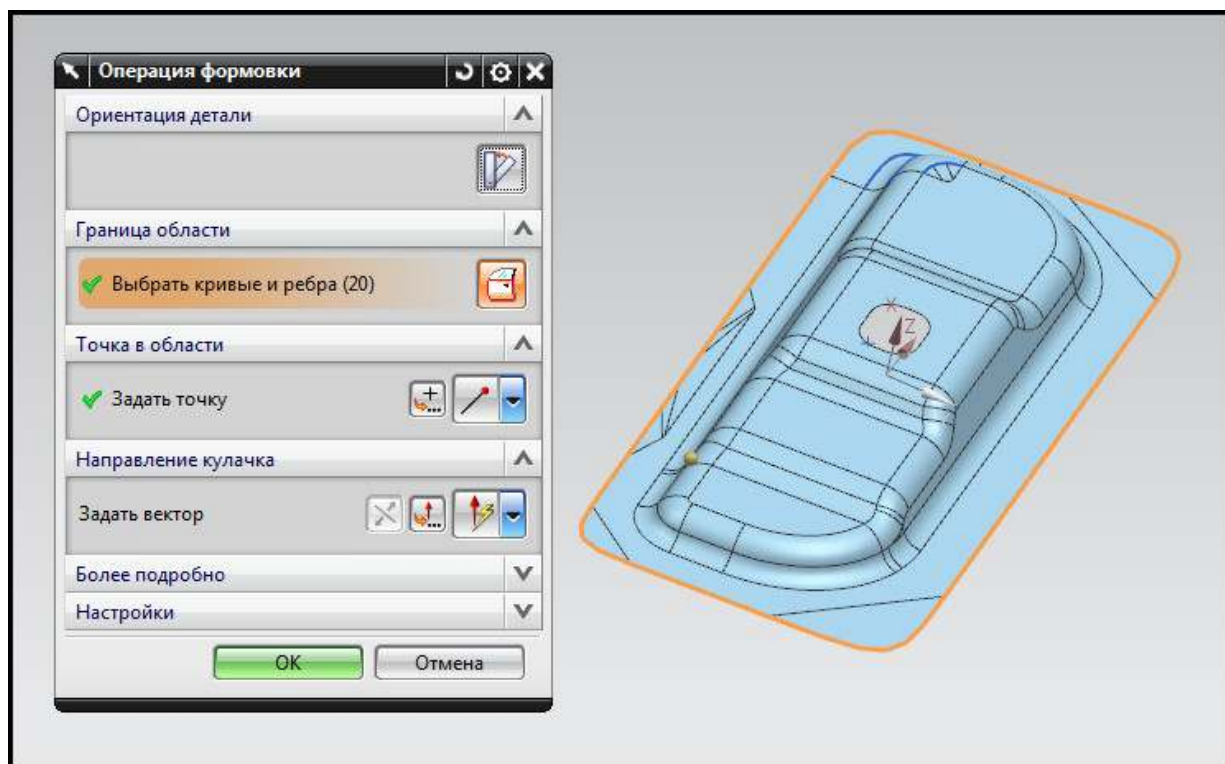 Операция формовки
Ориентация детали
Граница области
Выбрать кривые и ребра (20)
Точка в области
Задать точку
Направление кулачка
Задать вектор
Более подробно
Настройки
OK
Отмена
X
Z